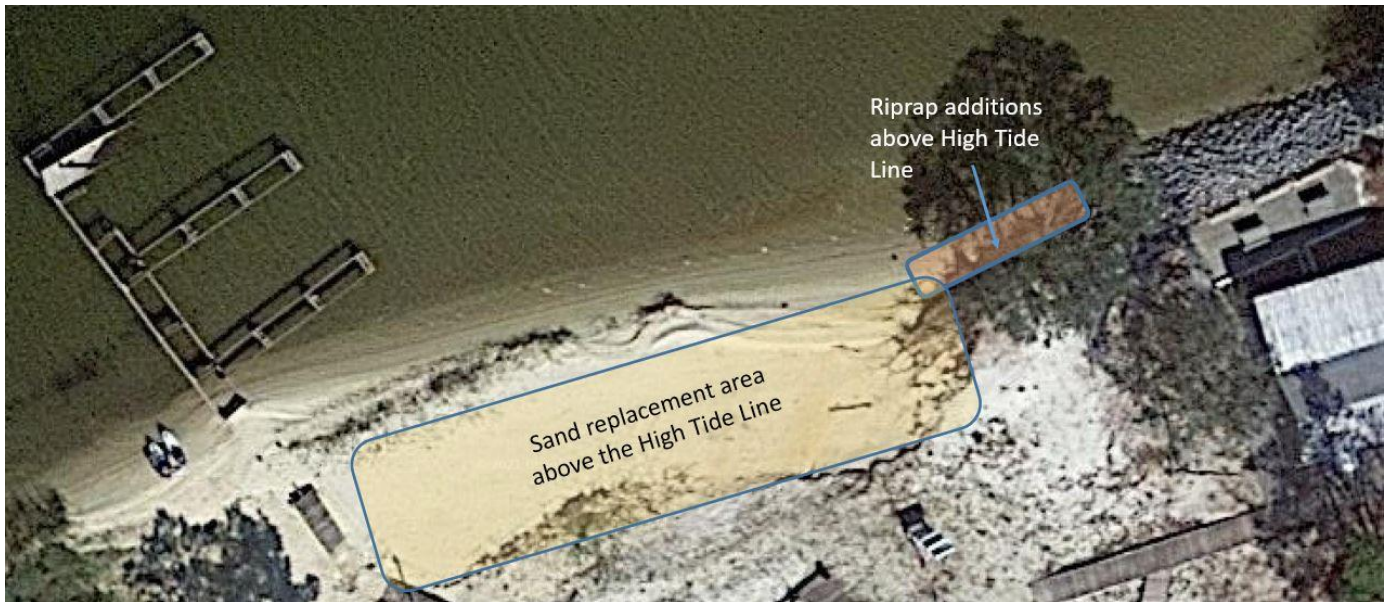 Riprap additions
above High Tide
Line
Sand replacement area
above the High Tide Line